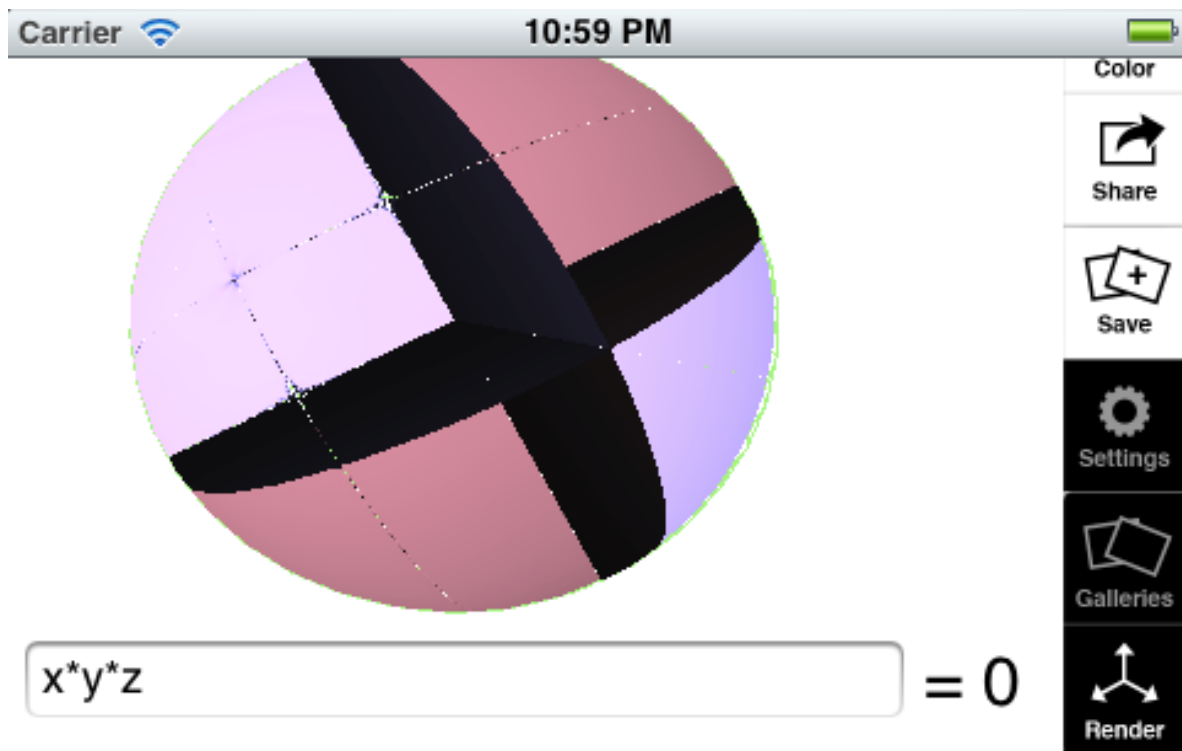 Carrier 10:59 PM
Color
Share
Save
Settings
Galleries
x*y*z = 0
Render